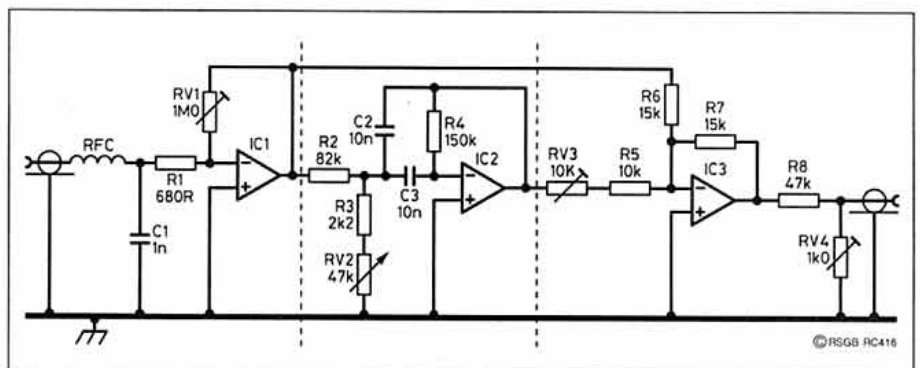 RFC
C1
1n
R1
680R
RV1
1M0
IC1
R2
82k
R3
2k2
RV2
47k
C2
10n
C3
10n
R4
150k
IC2
RV3
10K
R5
10k
R6
15k
R7
15k
IC3
R8
47k
RV4
1k0
©RSGB RC416